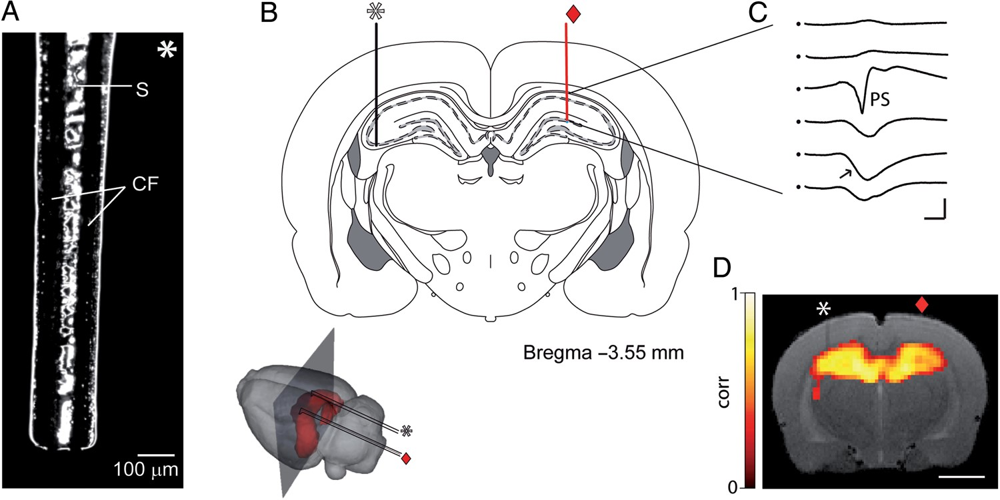 A
*
S
CF
100 μm
B
*
Bregma –3.55 mm
*
C
PS
D
1
corr
0
*